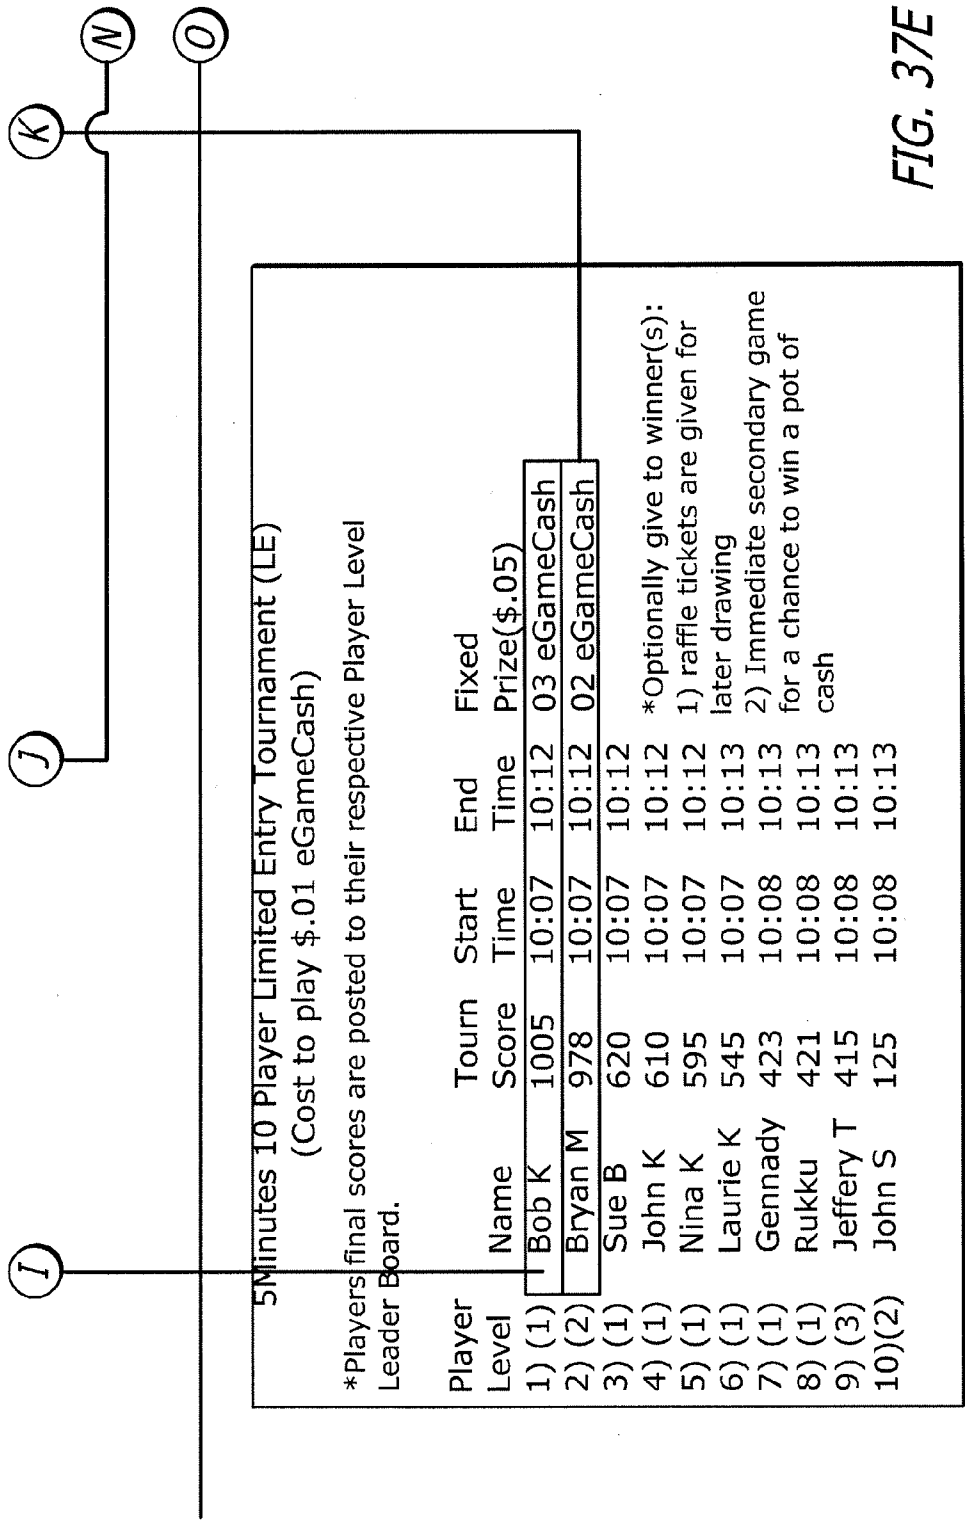 I
J
K
N
O
5Minutes 10 Player Limited Entry Tournament (LE)
(Cost to play $.01 eGameCash)
*Players final scores are posted to their respective Player Level
Leader Board.
Player Tourn Start End Fixed
Level Name Score Time Time Prize($.05)
1) (1) Bob K 1005 10:07 10:12 03 eGameCash
2) (2) Bryan M 978 10:07 10:12 02 eGameCash
3) (1) Sue B 620 10:07 10:12
4) (1) John K 610 10:07 10:12
5) (1) Nina K 595 10:07 10:12
6) (1) Laurie K 545 10:07 10:13
7) (1) Gennady 423 10:08 10:13
8) (1) Rukku 421 10:08 10:13
9) (3) Jeffery T 415 10:08 10:13
10)(2) John S 125 10:08 10:13
*Optionally give to winner(s):
1) raffle tickets are given for
later drawing
2) Immediate secondary game
for a chance to win a pot of
cash
FIG. 37E